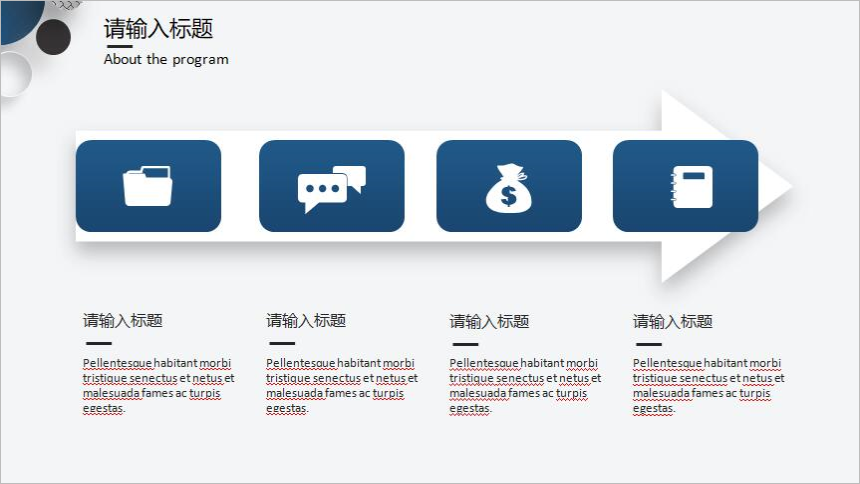 请输入标题
About the program
$
请输入标题
Pellentesque habitant morbi
tristique senectus et netus et
malesuada fames ac turpis
egestas.
请输入标题
Pellentesque habitant morbi
tristique senectus et netus et
malesuada fames ac turpis
egestas.
请输入标题
Pellentesque habitant morbi
tristique senectus et netus et
malesuada fames ac turpis
egestas.
请输入标题
Pellentesque habitant morbi
tristique senectus et netus et
malesuada fames ac turpis
egestas.